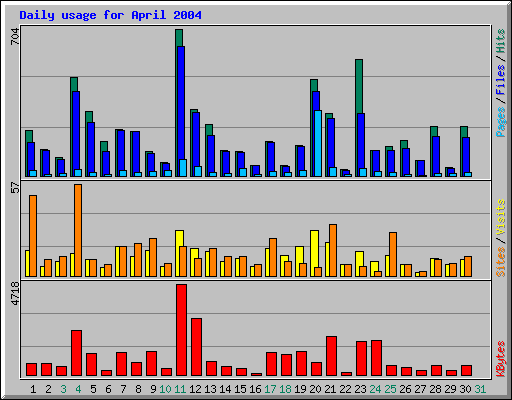 Daily usage for April 2004
704
Pages / Files / Hits
57
Sites / Visits
4718
KBytes
1 2 3 4 5 6 7 8 9 10 11 12 13 14 15 16 17 18 19 20 21 22 23 24 25 26 27 28 29 30 31